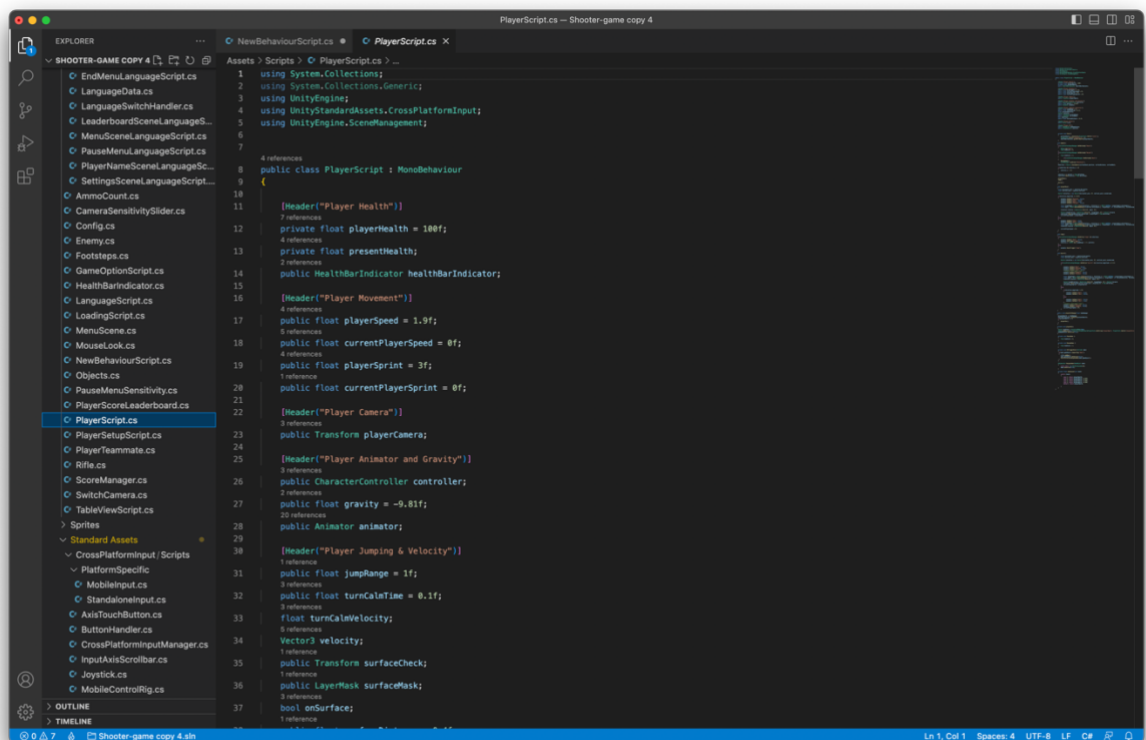 PlayerScript.cs — Shooter-game copy 4
EXPLORER
NewBehaviourScript.cs
PlayerScript.cs
SHOOTER-GAME COPY 4
Assets > Scripts > PlayerScript.cs > ...
1
EndMenuLanguageScript.cs
LanguageData.cs
LanguageSwitchHandler.cs
LeaderboardSceneLanguageS...
MenuSceneLanguageScript.cs
PauseMenuLanguageScript.cs
PlayerNameSceneLanguageSc...
SettingsSceneLanguageScript....
AmmoCount.cs
CameraSensitivitySlider.cs
Config.cs
Enemy.cs
Footsteps.cs
GameOptionScript.cs
HealthBarIndicator.cs
LanguageScript.cs
LoadingScript.cs
MenuScene.cs
MouseLook.cs
NewBehaviourScript.cs
Objects.cs
PauseMenuSensitivity.cs
PlayerScoreLeaderboard.cs
PlayerScript.cs
PlayerSetupScript.cs
PlayerTeammate.cs
Rifle.cs
ScoreManager.cs
SwitchCamera.cs
TableViewScript.cs
Sprites
Standard Assets
CrossPlatformInput / Scripts
PlatformSpecific
MobileInput.cs
StandaloneInput.cs
AxisTouchButton.cs
ButtonHandler.cs
CrossPlatformInputManager.cs
InputAxisScrollbar.cs
Joystick.cs
MobileControlRig.cs
OUTLINE
TIMELINE
1 using System.Collections;
2 using System.Collections.Generic;
3 using UnityEngine;
4 using UnityStandardAssets.CrossPlatformInput;
5 using UnityEngine.SceneManagement;
6
7
4 references
8 public class PlayerScript : MonoBehaviour
9 {
10
11 [Header("Player Health")]
7 references
12 private float playerHealth = 100f;
4 references
13 private float presentHealth;
2 references
14 public HealthBarIndicator healthBarIndicator;
15
16 [Header("Player Movement")]
4 references
17 public float playerSpeed = 1.9f;
5 references
18 public float currentPlayerSpeed = 0f;
4 references
19 public float playerSprint = 3f;
1 reference
20 public float currentPlayerSprint = 0f;
21
22 [Header("Player Camera")]
3 references
23 public Transform playerCamera;
24
25 [Header("Player Animator and Gravity")]
3 references
26 public CharacterController controller;
2 references
27 public float gravity = -9.81f;
20 references
28 public Animator animator;
29
30 [Header("Player Jumping & Velocity")]
1 reference
31 public float jumpRange = 1f;
3 references
32 public float turnCalmTime = 0.1f;
3 references
33 float turnCalmVelocity;
5 references
34 Vector3 velocity;
1 reference
35 public Transform surfaceCheck;
1 reference
36 public LayerMask surfaceMask;
3 references
37 bool onSurface;
1 reference
0 7 Shooter-game copy 4.sln
Ln 1, Col 1 Spaces: 4 UTF-8 LF C#